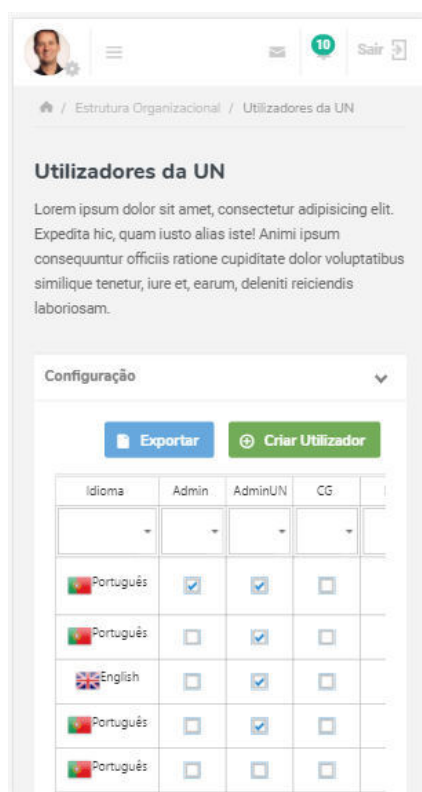 10
Sair
/ Estrutura Organizacional / Utilizadores da UN
Utilizadores da UN
Lorem ipsum dolor sit amet, consectetur adipisicing elit.
Expedita hic, quam iusto alias iste! Animi ipsum
consequuntur officiis ratione cupiditate dolor voluptatibus
similique tenetur, iure et, earum, deleniti reiciendis
laboriosam.
Configuração
Exportar Criar Utilizador
Idioma Admin AdminUN CG
Português
Português
English
Português
Português